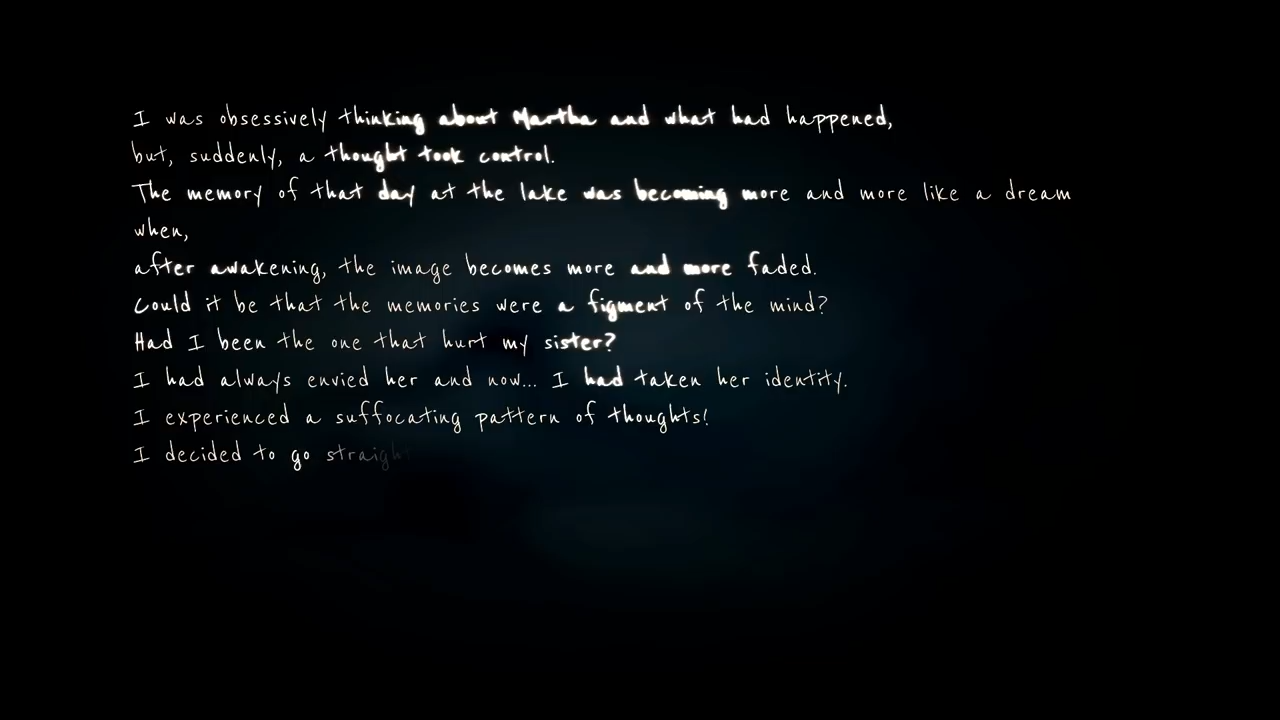 I was obsessively thinking about Martha and what had happened,
but, suddenly, a thought took control.
The memory of that day at the lake was becoming more and more like a dream
when,
after awakening, the image becomes more and more faded.
Could it be that the memories were a figment of the mind?
Had I been the one that hurt my sister?
I had always envied her and now... I had taken her identity.
I experienced a suffocating pattern of thoughts!
I decided to go